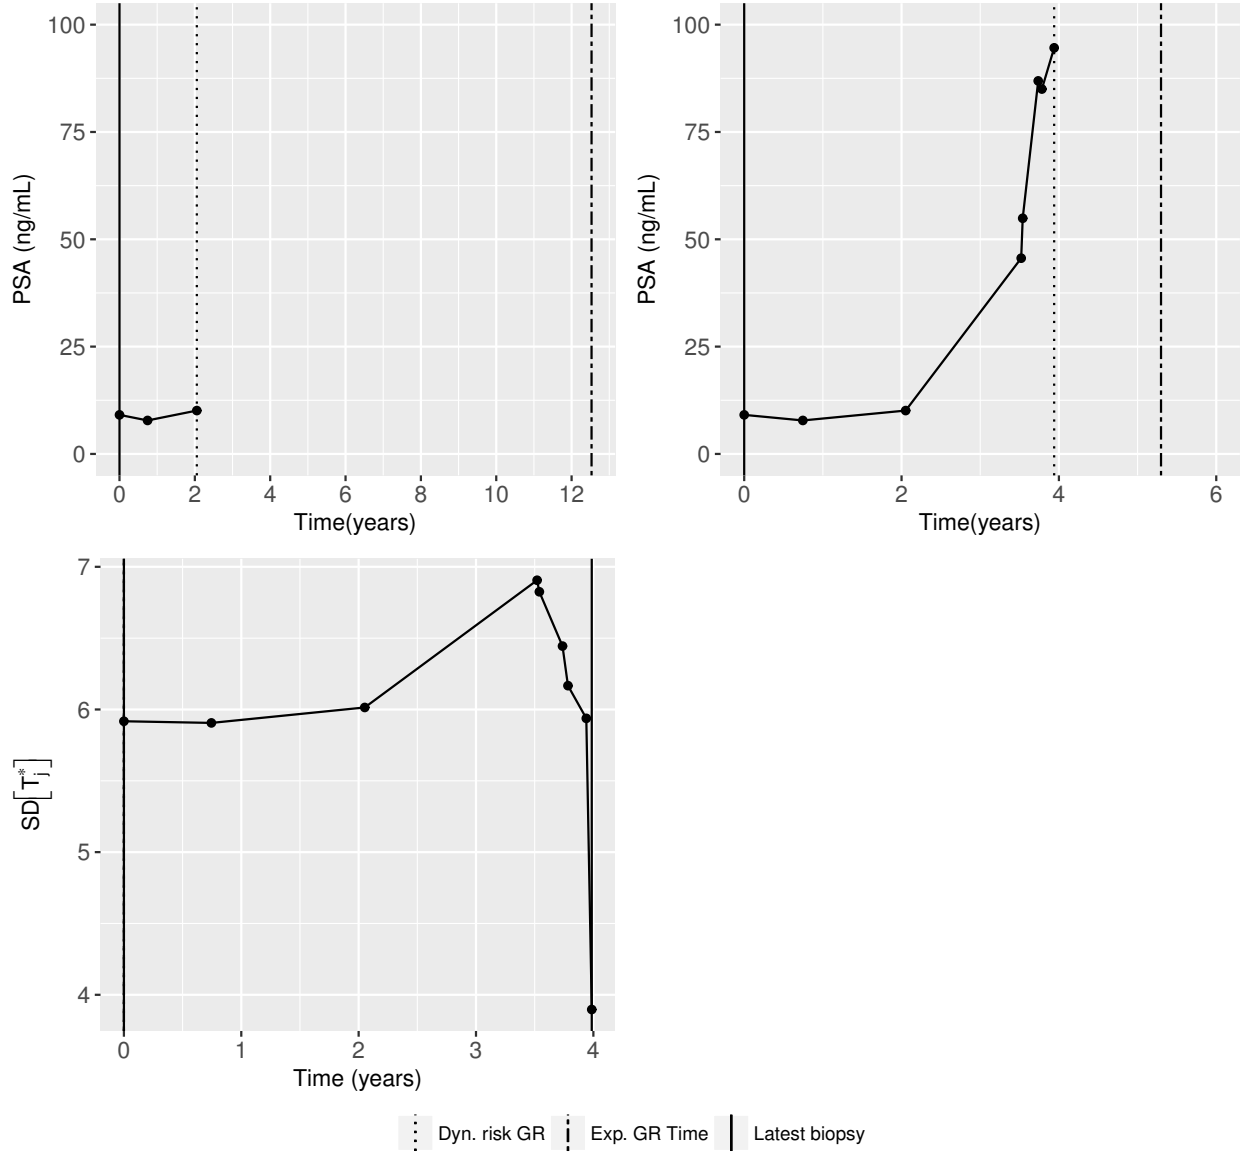 100
75
50
25
0
PSA (ng/mL)
0 2 4 6 8 10 12
Time(years)
100
75
50
25
0
PSA (ng/mL)
0 2 4 6
Time(years)
7
6
5
4
SD[T*j]
0 1 2 3 4
Time (years)
Dyn. risk GR Exp. GR Time Latest biopsy